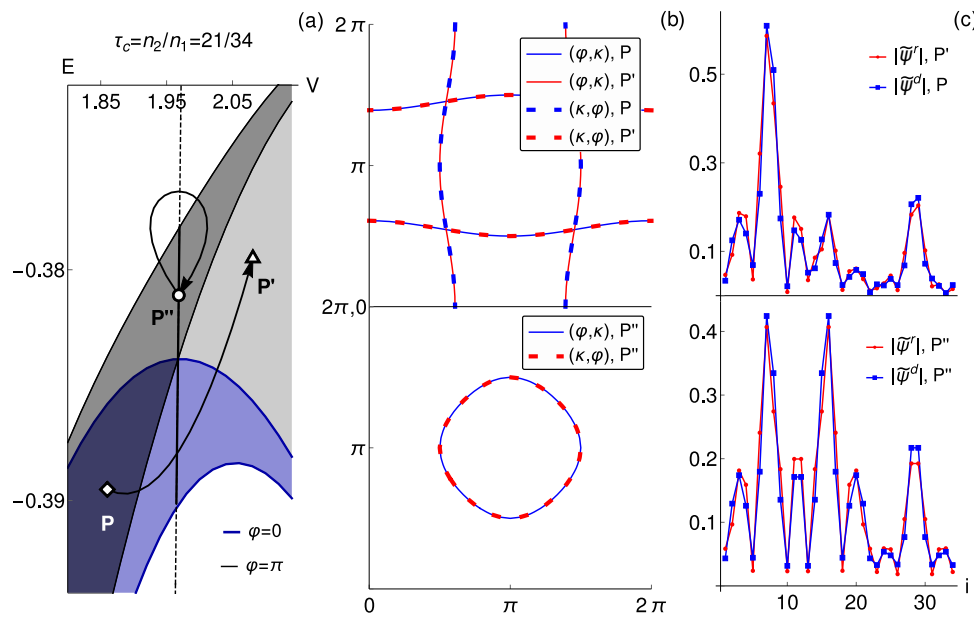 τc=n2/n1=21/34
E
V
1.85
1.95
2.05
−0.38
−0.39
P''
P'
P
φ=0
φ=π
(a)
2π
π
2π,0
π
0
π
2π
(φ,κ), P
(φ,κ), P'
(κ,φ), P
(κ,φ), P'
(φ,κ), P''
(κ,φ), P''
(b)
0.5
0.3
0.1
|ψ̃^r|, P'
|ψ̃^d|, P
(c)
0.4
0.3
0.2
0.1
|ψ̃^r|, P''
|ψ̃^d|, P''
10
20
30
i